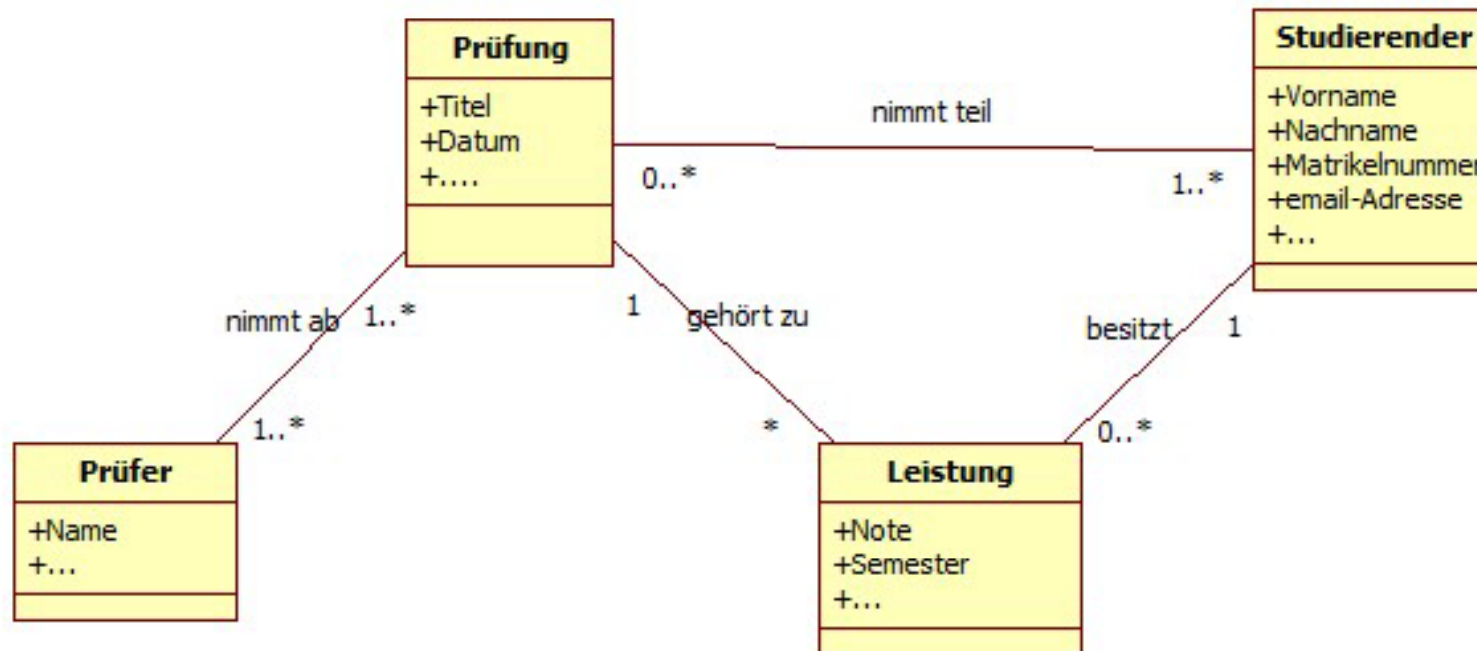 Prüfung
+Titel
+Datum
+....
nimmt teil
0..*
1..*
Studierender
+Vorname
+Nachname
+Matrikelnummer
+email-Adresse
+...
nimmt ab
1..*
1..*
1
gehört zu
*
besitzt
1
0..*
Prüfer
+Name
+...
Leistung
+Note
+Semester
+...